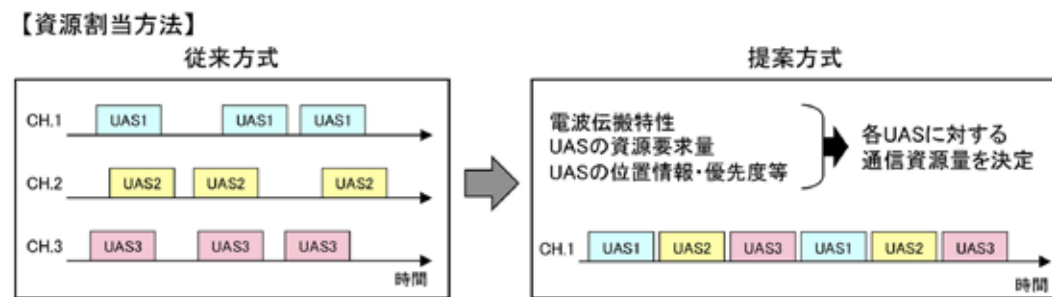 【資源割当方法】
従来方式
CH.1 UAS1 UAS1 UAS1
CH.2 UAS2 UAS2 UAS2
CH.3 UAS3 UAS3 UAS3
時間
提案方式
電波伝搬特性
UASの資源要求量
UASの位置情報・優先度等
各UASに対する
通信資源量を決定
CH.1 UAS1 UAS2 UAS3 UAS1 UAS2 UAS3
時間